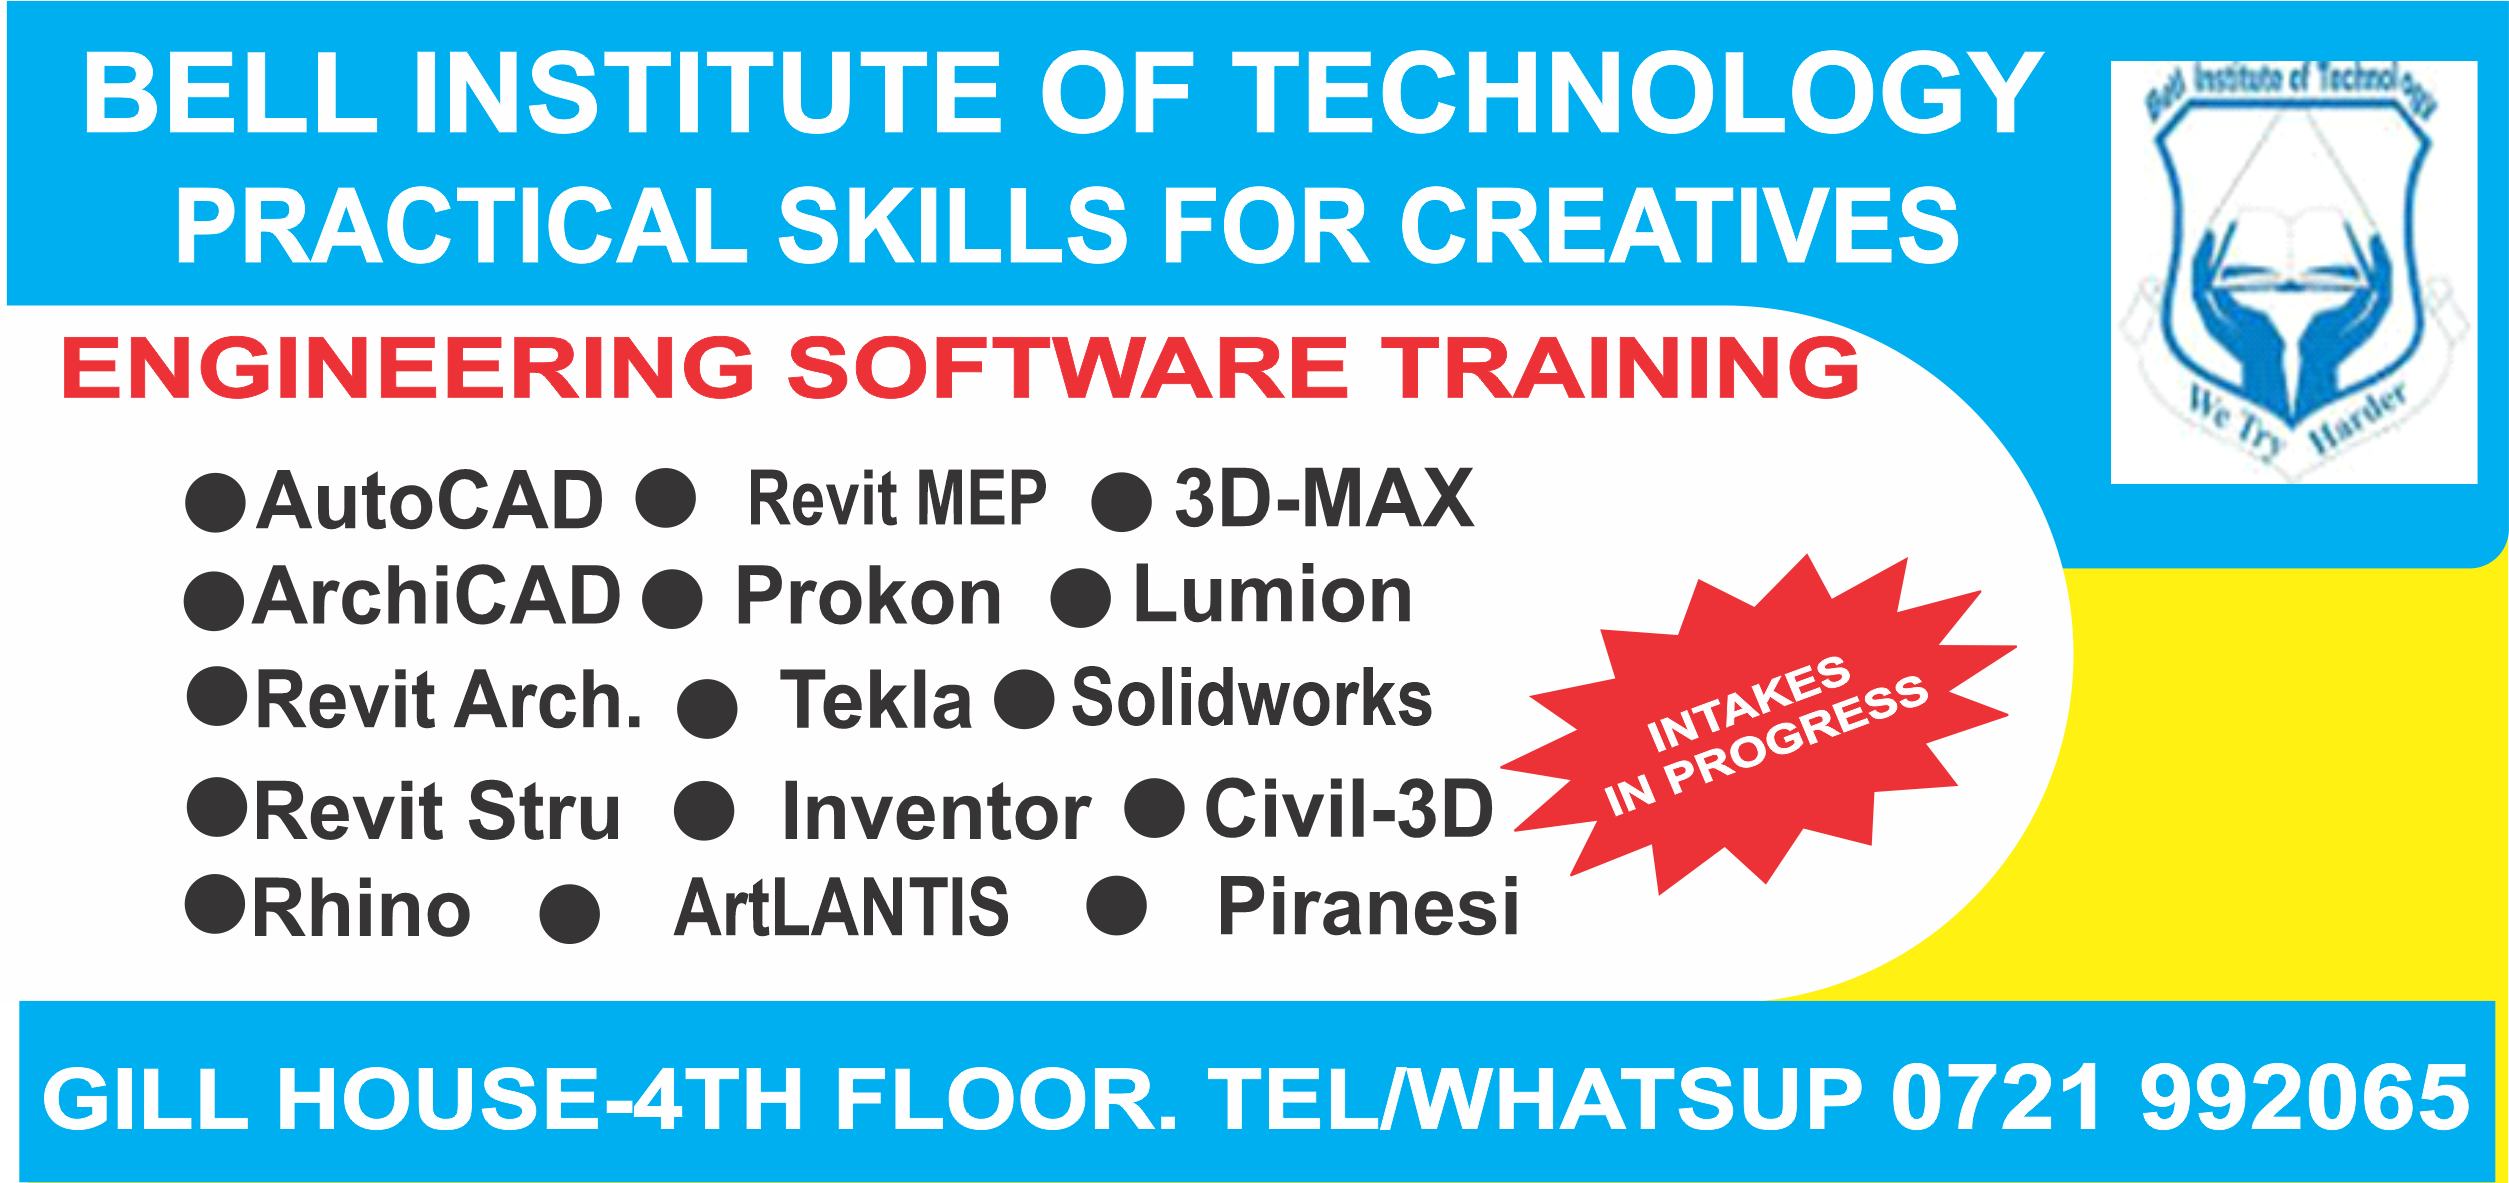 BELL INSTITUTE OF TECHNOLOGY
PRACTICAL SKILLS FOR CREATIVES
Bell Institute of Technology
We Try Harder
ENGINEERING SOFTWARE TRAINING
●AutoCAD ● Revit MEP ● 3D-MAX
●ArchiCAD ● Prokon ● Lumion
●Revit Arch. ● Tekla ●Solidworks
●Revit Stru ● Inventor ●Civil-3D
●Rhino ● ArtLANTIS ● Piranesi
INTAKES
IN PROGRESS
GILL HOUSE-4TH FLOOR. TEL/WHATSUP 0721 992065